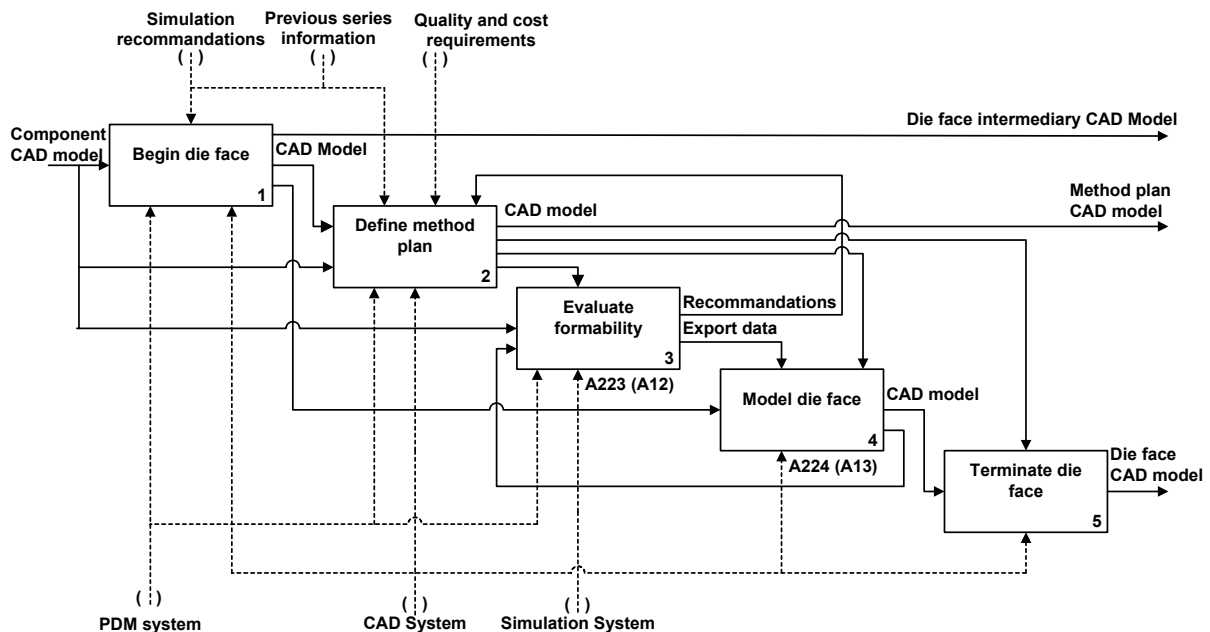 Simulation
recommandations
( )
Previous series
information
( )
Quality and cost
requirements
( )
Component
CAD model
Begin die face
1
CAD Model
Die face intermediary CAD Model
Define method
plan
2
CAD model
Method plan
CAD model
Evaluate
formability
3
Recommandations
Export data
A223 (A12)
Model die face
4
CAD model
A224 (A13)
Terminate die
face
5
Die face
CAD model
( )
PDM system
( )
CAD System
( )
Simulation System